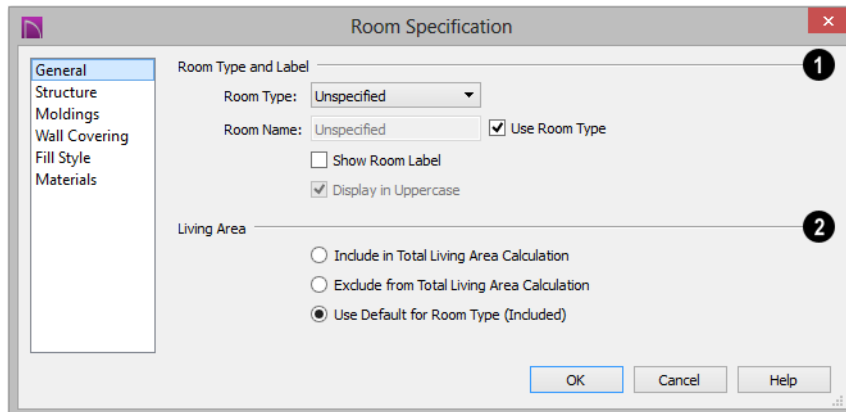 Room Specification
General
Structure
Moldings
Wall Covering
Fill Style
Materials
Room Type and Label
1
Room Type: Unspecified
Room Name: Unspecified Use Room Type
Show Room Label
Display in Uppercase
Living Area
2
Include in Total Living Area Calculation
Exclude from Total Living Area Calculation
Use Default for Room Type (Included)
OK Cancel Help